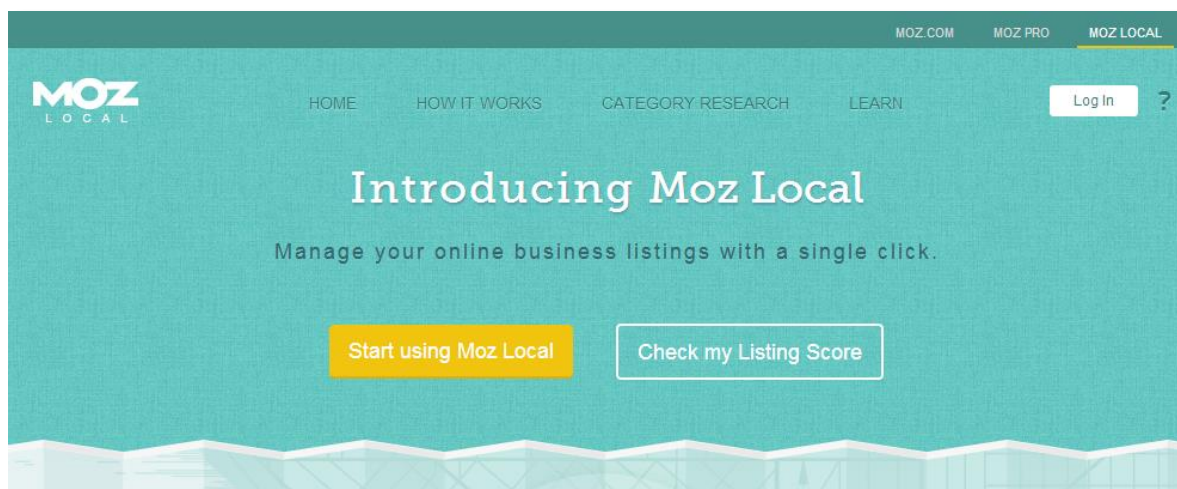 MOZ.COM MOZ PRO MOZ LOCAL
MOZ
LOCAL
HOME HOW IT WORKS CATEGORY RESEARCH LEARN Log In ?
Introducing Moz Local
Manage your online business listings with a single click.
Start using Moz Local Check my Listing Score